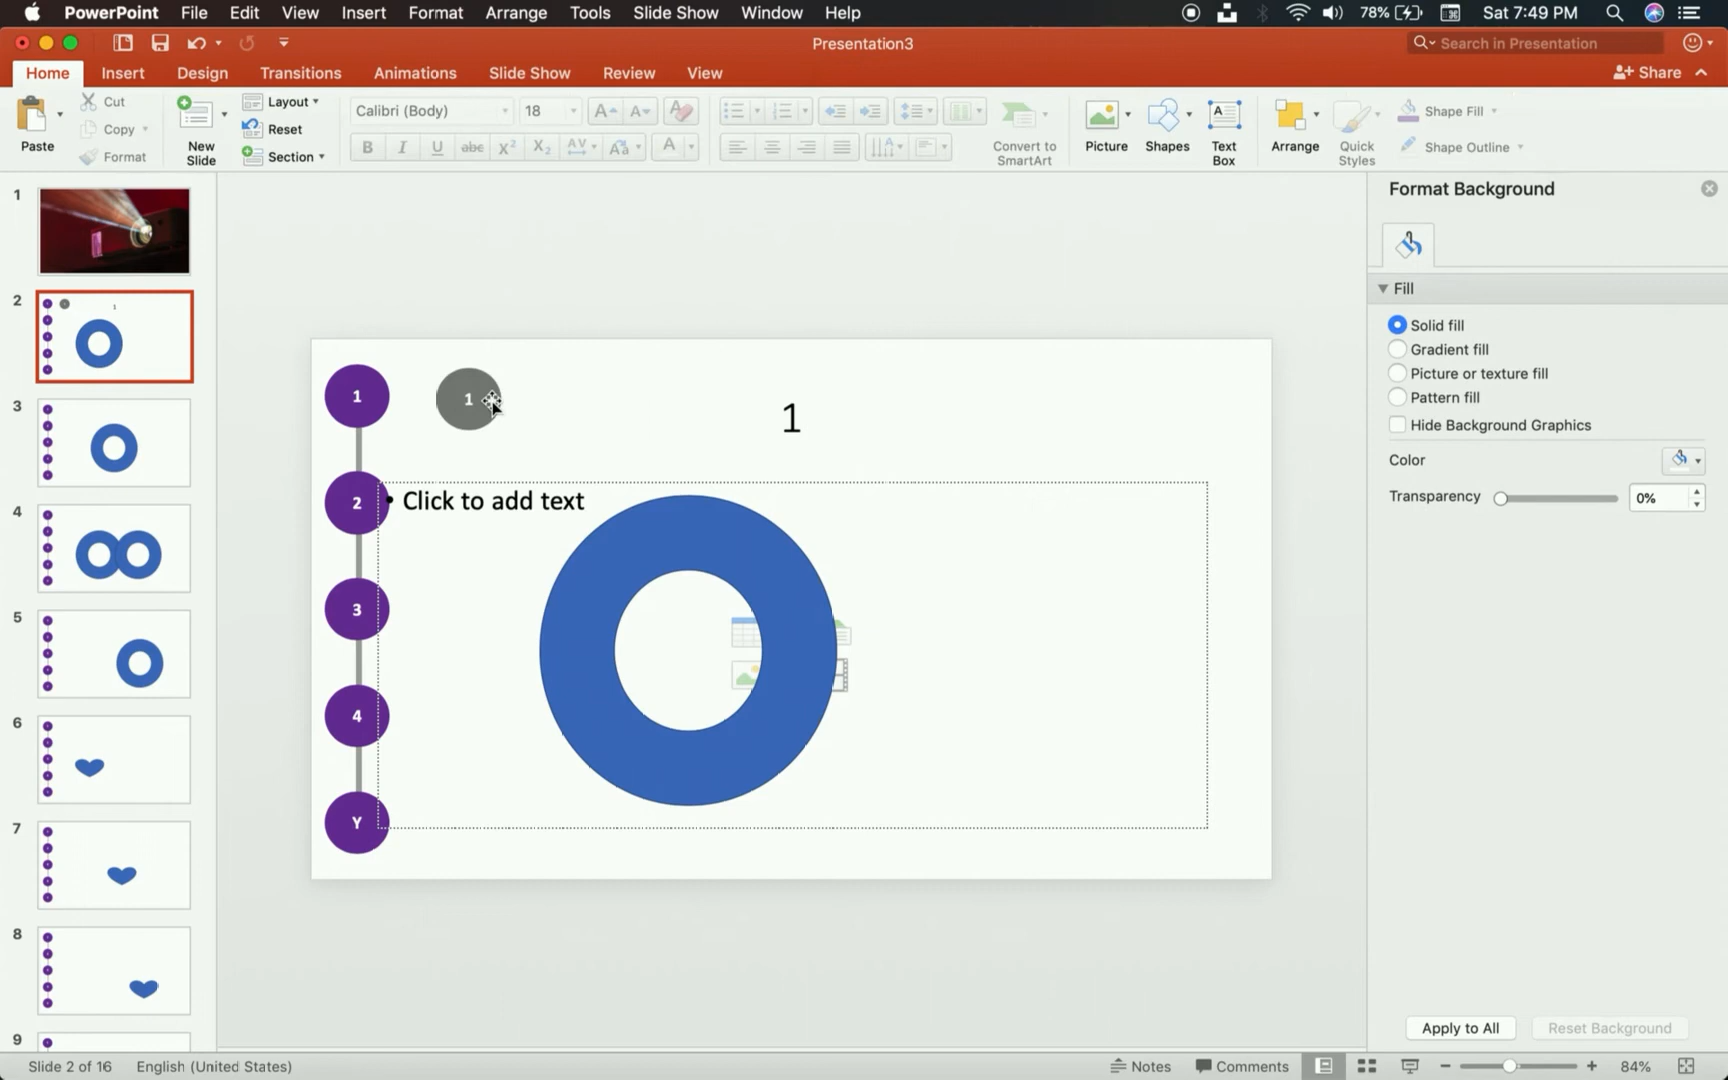 PowerPoint File Edit View Insert Format Arrange Tools Slide Show Window Help 78% Sat 7:49 PM
Presentation3
Search in Presentation
Home Insert Design Transitions Animations Slide Show Review View Share
Paste
Cut
Copy
Format
New Slide
Layout
Reset
Section
Calibri (Body) 18
B I U abc X² X₂ AV Aa A
Convert to SmartArt
Picture
Shapes
Text Box
Arrange
Quick Styles
Shape Fill
Shape Outline
1
2
3
4
5
6
7
8
9
1
1
1
2
Click to add text
3
4
Y
Format Background
Fill
Solid fill
Gradient fill
Picture or texture fill
Pattern fill
Hide Background Graphics
Color
Transparency 0%
Apply to All Reset Background
Slide 2 of 16 English (United States) Notes Comments 84%